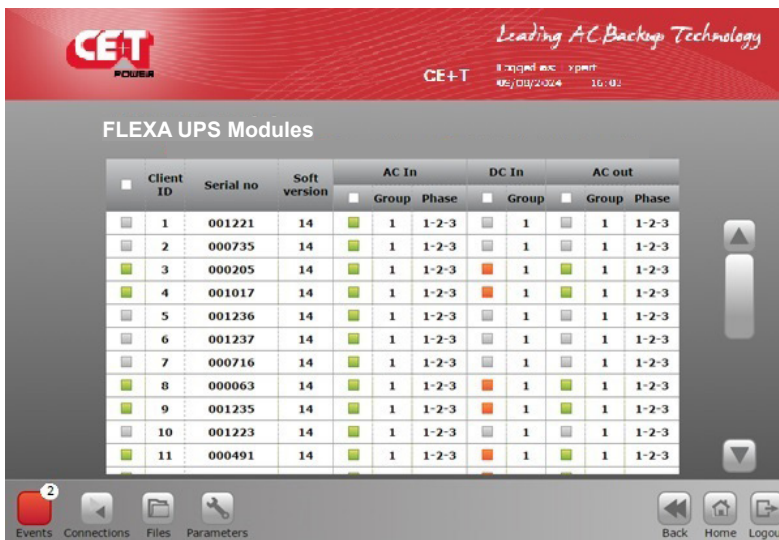 Leading AC Backup Technology
CE+T
POWER
CE+T
16:03
FLEXA UPS Modules
Client ID Serial no Soft version AC In DC In AC out
Group Phase Group Group Phase
1 001221 14 1 1-2-3 1 1 1-2-3
2 000735 14 1 1-2-3 1 1 1-2-3
3 000205 14 1 1-2-3 1 1 1-2-3
4 001017 14 1 1-2-3 1 1 1-2-3
5 001236 14 1 1-2-3 1 1 1-2-3
6 001237 14 1 1-2-3 1 1 1-2-3
7 000716 14 1 1-2-3 1 1 1-2-3
8 000063 14 1 1-2-3 1 1 1-2-3
9 001235 14 1 1-2-3 1 1 1-2-3
10 001223 14 1 1-2-3 1 1 1-2-3
11 000491 14 1 1-2-3 1 1 1-2-3
2
Events Connections Files Parameters Back Home